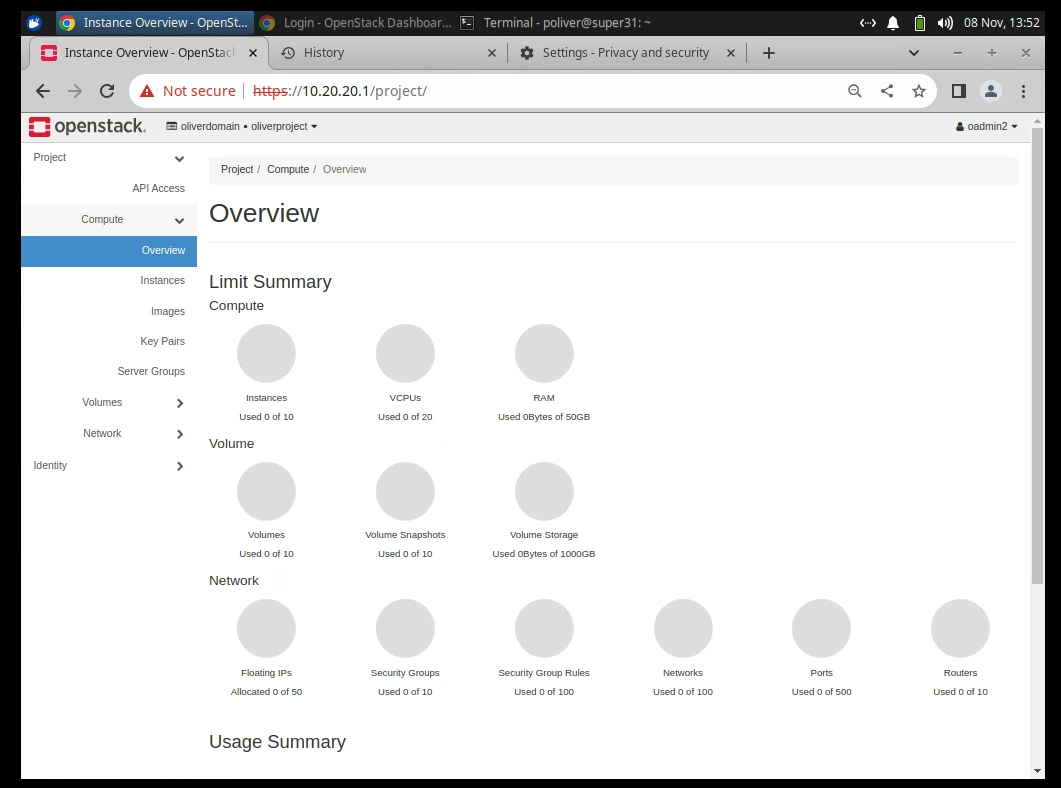 Instance Overview - OpenSt...
Login - OpenStack Dashboar...
Terminal - poliver@super31: ~
08 Nov, 13:52
Instance Overview - OpenStac
History
Settings - Privacy and security
Not secure
https://10.20.20.1/project/
openstack.
oliverdomain • oliverproject
oadmin2
Project
API Access
Compute
Overview
Instances
Images
Key Pairs
Server Groups
Volumes
Network
Identity
Project / Compute / Overview
Overview
Limit Summary
Compute
Instances
Used 0 of 10
VCPUs
Used 0 of 20
RAM
Used 0Bytes of 50GB
Volume
Volumes
Used 0 of 10
Volume Snapshots
Used 0 of 10
Volume Storage
Used 0Bytes of 1000GB
Network
Floating IPs
Allocated 0 of 50
Security Groups
Used 0 of 10
Security Group Rules
Used 0 of 100
Networks
Used 0 of 100
Ports
Used 0 of 500
Routers
Used 0 of 10
Usage Summary